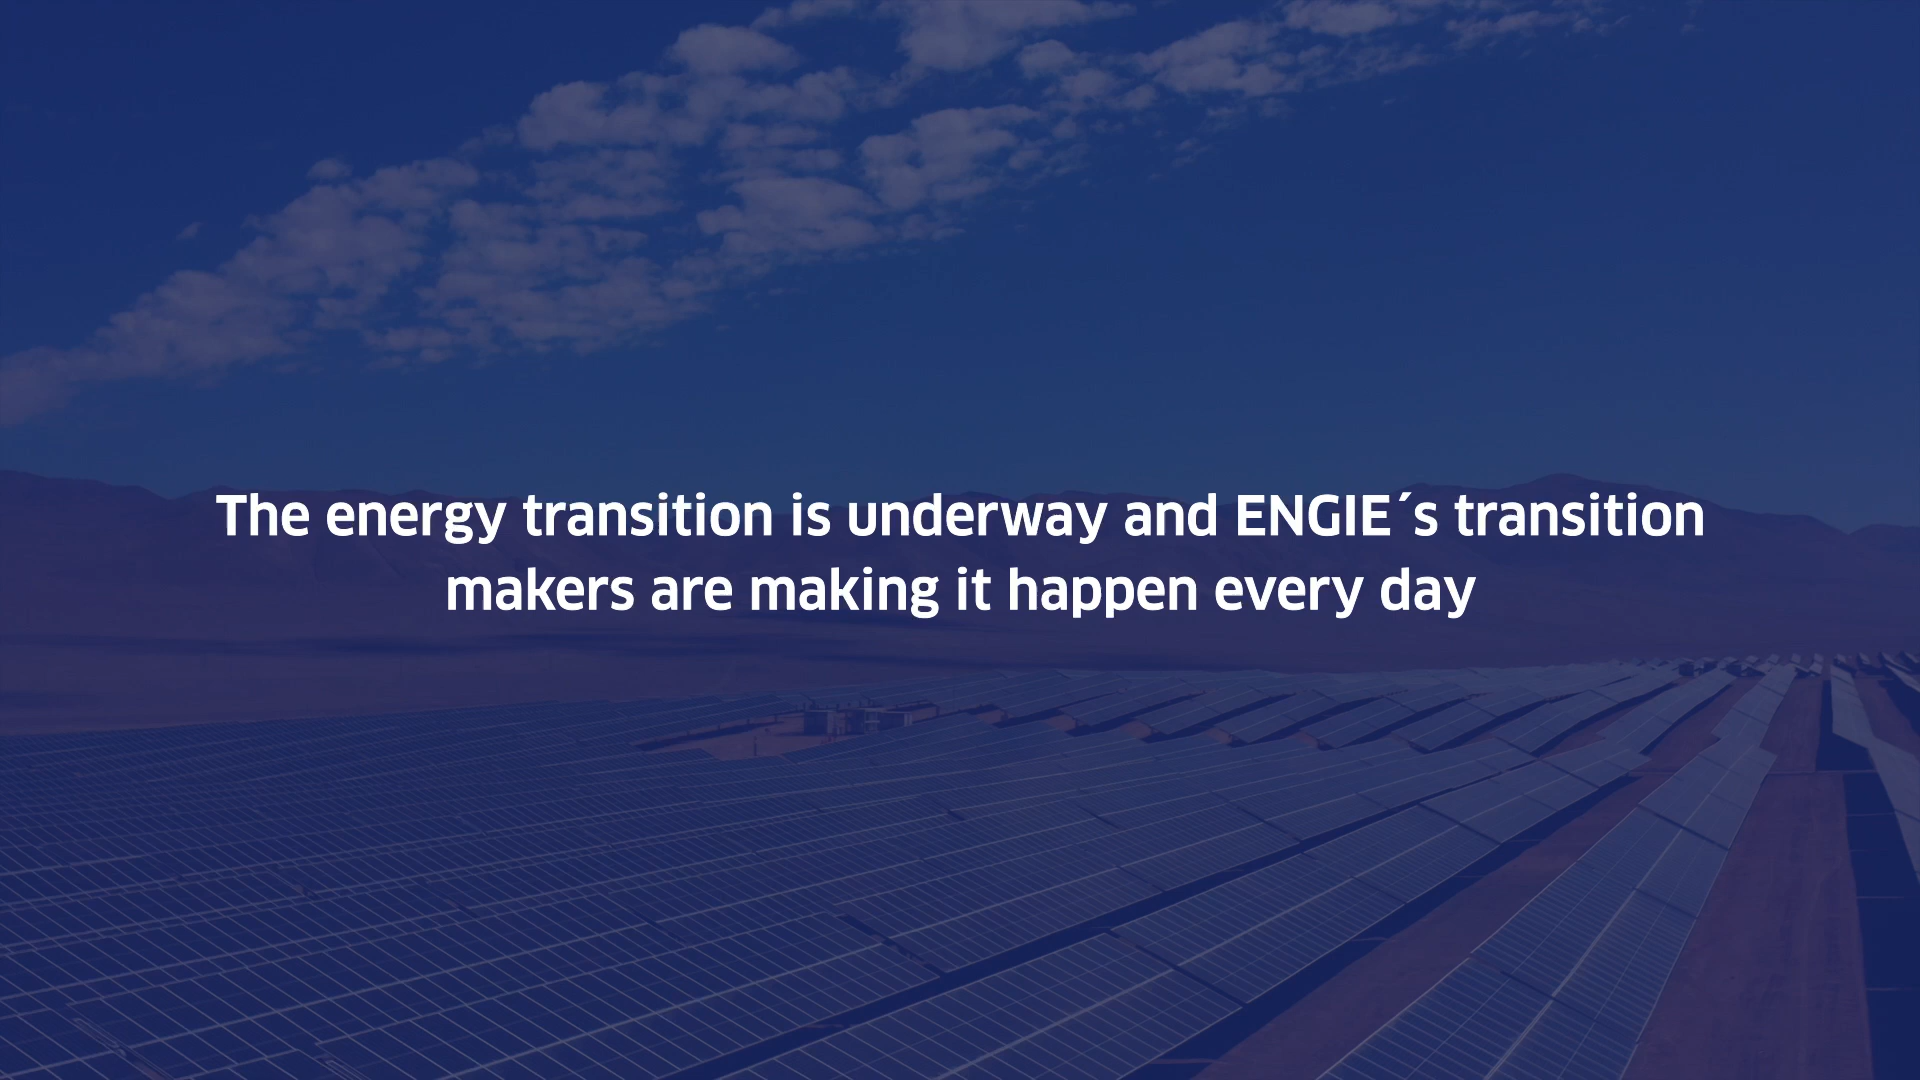 The energy transition is underway and ENGIE´s transition
makers are making it happen every day